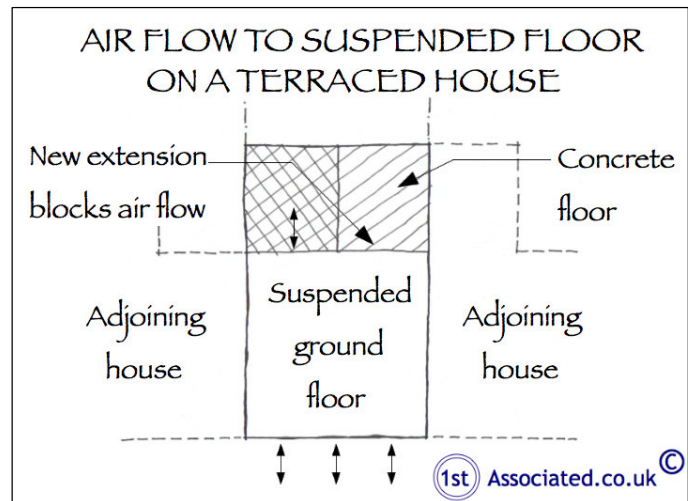 AIR FLOW TO SUSPENDED FLOOR
ON A TERRACED HOUSE
New extension
blocks air flow
Concrete
floor
Suspended
ground
floor
Adjoining
house
Adjoining
house
1st Associated.co.uk ©